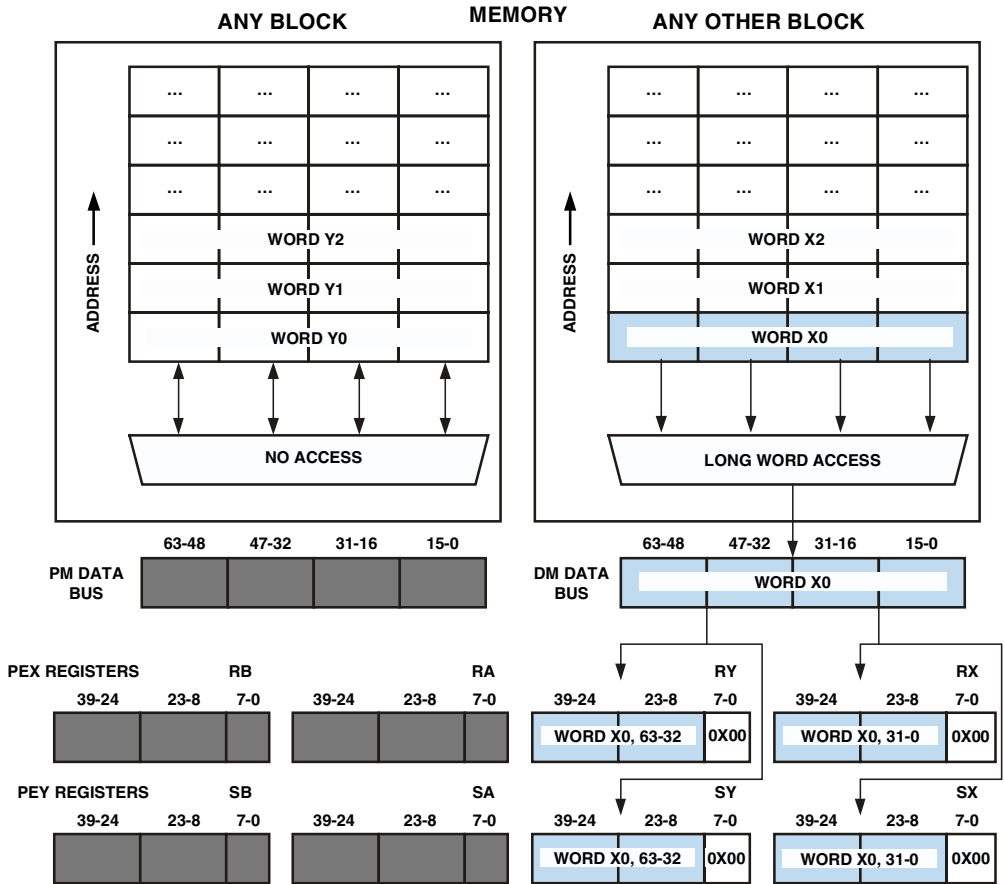 MEMORY
ANY BLOCK ANY OTHER BLOCK
... ... ... ... ... ... ... ...
... ... ... ... ... ... ... ...
... ... ... ... ... ... ... ...
WORD Y2 WORD X2
WORD Y1 WORD X1
WORD Y0 WORD X0
ADDRESS ADDRESS
NO ACCESS LONG WORD ACCESS
63-48 47-32 31-16 15-0 63-48 47-32 31-16 15-0
PM DATA BUS DM DATA BUS WORD X0
PEX REGISTERS RB RA RY RX
39-24 23-8 7-0 39-24 23-8 7-0 39-24 23-8 7-0 39-24 23-8 7-0
WORD X0, 63-32 0X00 WORD X0, 31-0 0X00
PEY REGISTERS SB SA SY SX
39-24 23-8 7-0 39-24 23-8 7-0 39-24 23-8 7-0 39-24 23-8 7-0
WORD X0, 63-32 0X00 WORD X0, 31-0 0X00